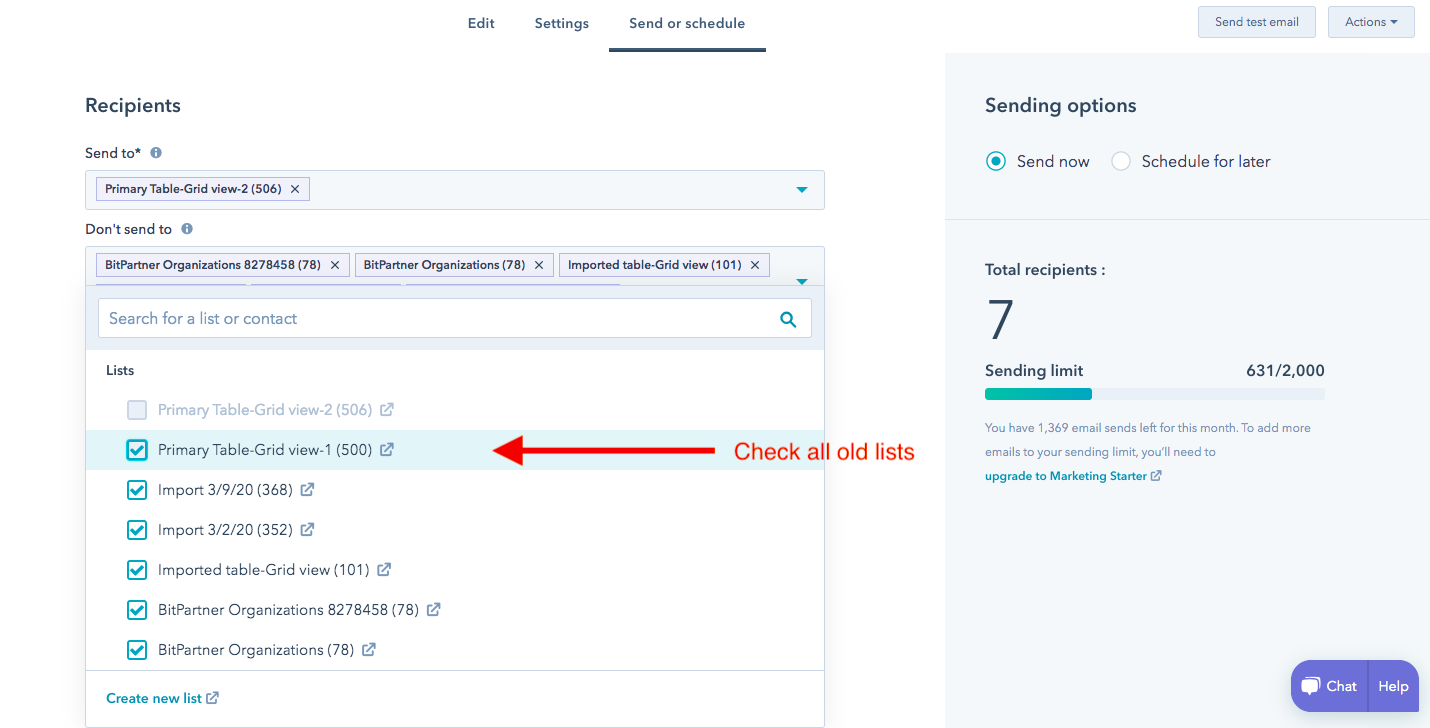 Edit Settings Send or schedule Send test email Actions
Recipients
Send to*
Primary Table-Grid view-2 (506)
Don't send to
BitPartner Organizations 8278458 (78) BitPartner Organizations (78) Imported table-Grid view (101)
Search for a list or contact
Lists
Primary Table-Grid view-2 (506)
Primary Table-Grid view-1 (500)
Check all old lists
Import 3/9/20 (368)
Import 3/2/20 (352)
Imported table-Grid view (101)
BitPartner Organizations 8278458 (78)
BitPartner Organizations (78)
Create new list
Sending options
Send now Schedule for later
Total recipients :
7
Sending limit 631/2,000
You have 1,369 email sends left for this month. To add more
emails to your sending limit, you'll need to
upgrade to Marketing Starter
Chat Help